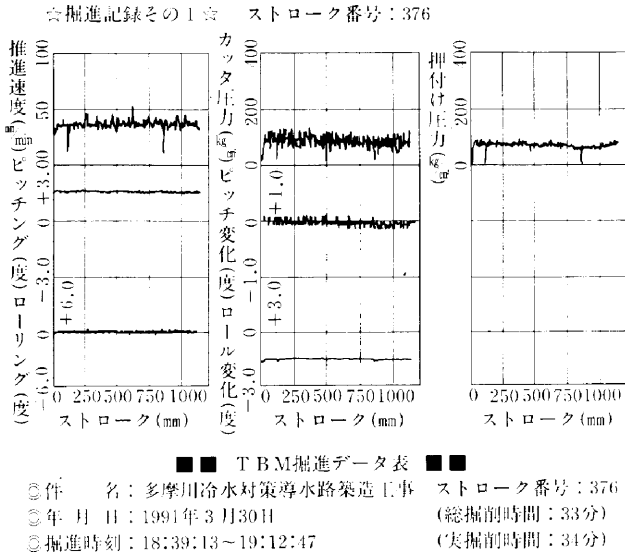 ☆掘進記録その1☆ ストローク番号：376
推進速度(㎜/min)ピッチング(度)ローリング(度)
100
50
+3.00
0
-3.0
+6.0
0
-6.0
0 250 500 750 1000
ストローク(mm)
カッタ圧力(㎏/㎠)ピッチ変化(度)ロール変化(度)
400
200
0
+1.0
0
-1.0
+3.0
0
-3.0
0 250 500 750 1000
ストローク(mm)
押付け圧力(㎏/㎠)
400
200
0
0 250 500 750 1000
ストローク(mm)
■■ TBM掘進データ表 ■■
◎件 名：多摩川冷水対策導水路築造工事 ストローク番号：376
◎年月日：1991年3月30日 (総掘削時間：33分)
◎掘進時刻：18:39:13～19:12:47 (実掘削時間：34分)